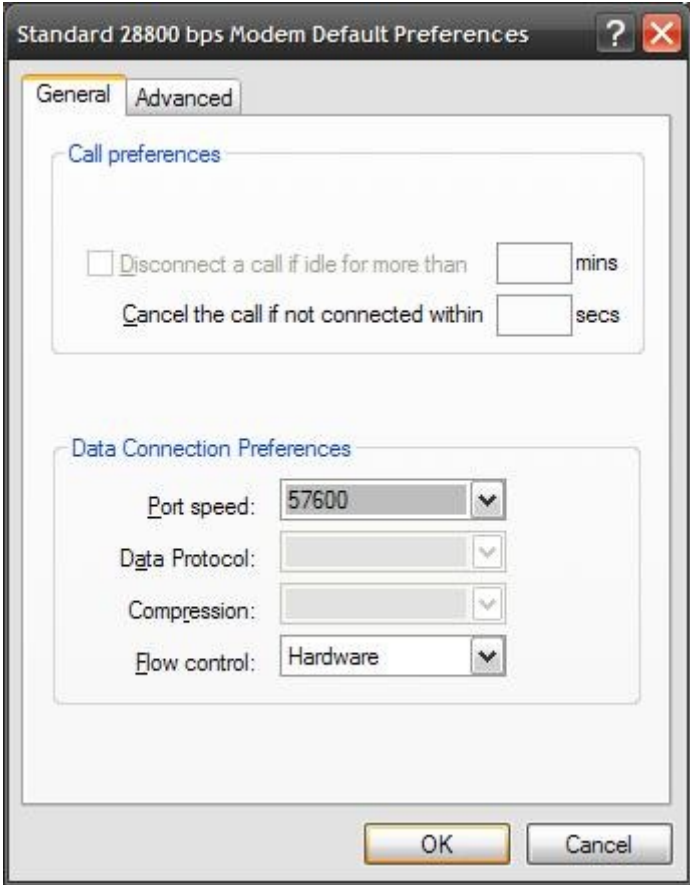 Standard 28800 bps Modem Default Preferences ?
General Advanced
Call preferences
Disconnect a call if idle for more than mins
Cancel the call if not connected within secs
Data Connection Preferences
Port speed: 57600
Data Protocol:
Compression:
Flow control: Hardware
OK Cancel